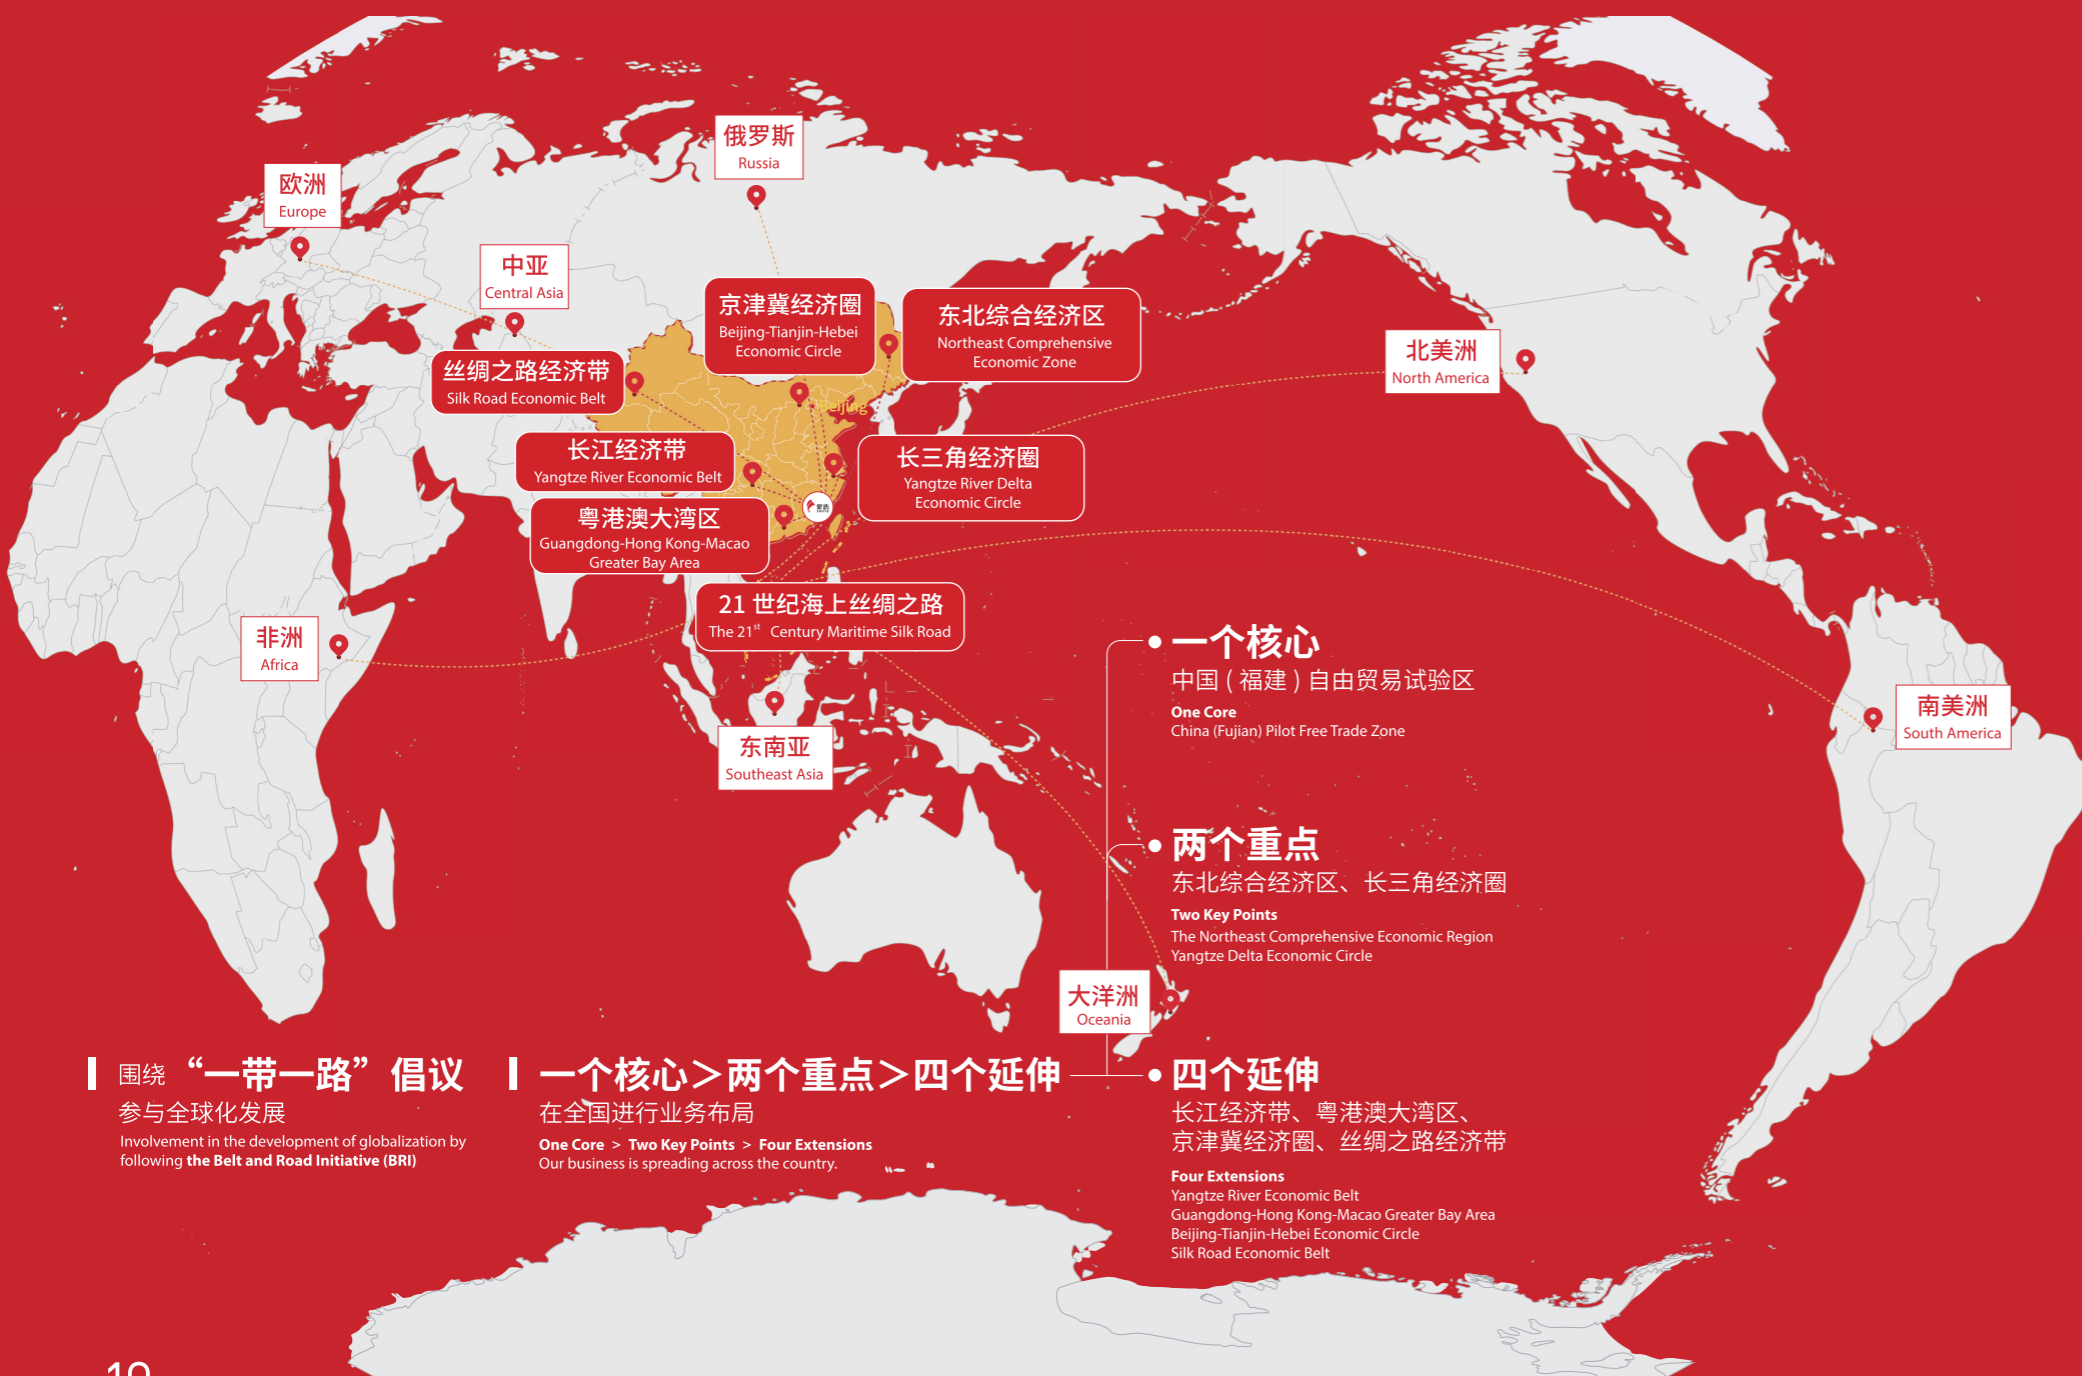 俄罗斯
Russia
欧洲
Europe
中亚
Central Asia
京津冀经济圈
Beijing-Tianjin-Hebei
Economic Circle
东北综合经济区
Northeast Comprehensive
Economic Zone
北美洲
North America
丝绸之路经济带
Silk Road Economic Belt
Beijing
长江经济带
Yangtze River Economic Belt
长三角经济圈
Yangtze River Delta
Economic Circle
粤港澳大湾区
Guangdong-Hong Kong-Macao
Greater Bay Area
21 世纪海上丝绸之路
The 21st Century Maritime Silk Road
非洲
Africa
东南亚
Southeast Asia
南美洲
South America
大洋洲
Oceania
一个核心
中国 ( 福建 ) 自由贸易试验区
One Core
China (Fujian) Pilot Free Trade Zone
两个重点
东北综合经济区、长三角经济圈
Two Key Points
The Northeast Comprehensive Economic Region
Yangtze Delta Economic Circle
围绕 “一带一路” 倡议
参与全球化发展
Involvement in the development of globalization by
following the Belt and Road Initiative (BRI)
一个核心>两个重点>四个延伸
在全国进行业务布局
One Core > Two Key Points > Four Extensions
Our business is spreading across the country.
四个延伸
长江经济带、粤港澳大湾区、
京津冀经济圈、丝绸之路经济带
Four Extensions
Yangtze River Economic Belt
Guangdong-Hong Kong-Macao Greater Bay Area
Beijing-Tianjin-Hebei Economic Circle
Silk Road Economic Belt